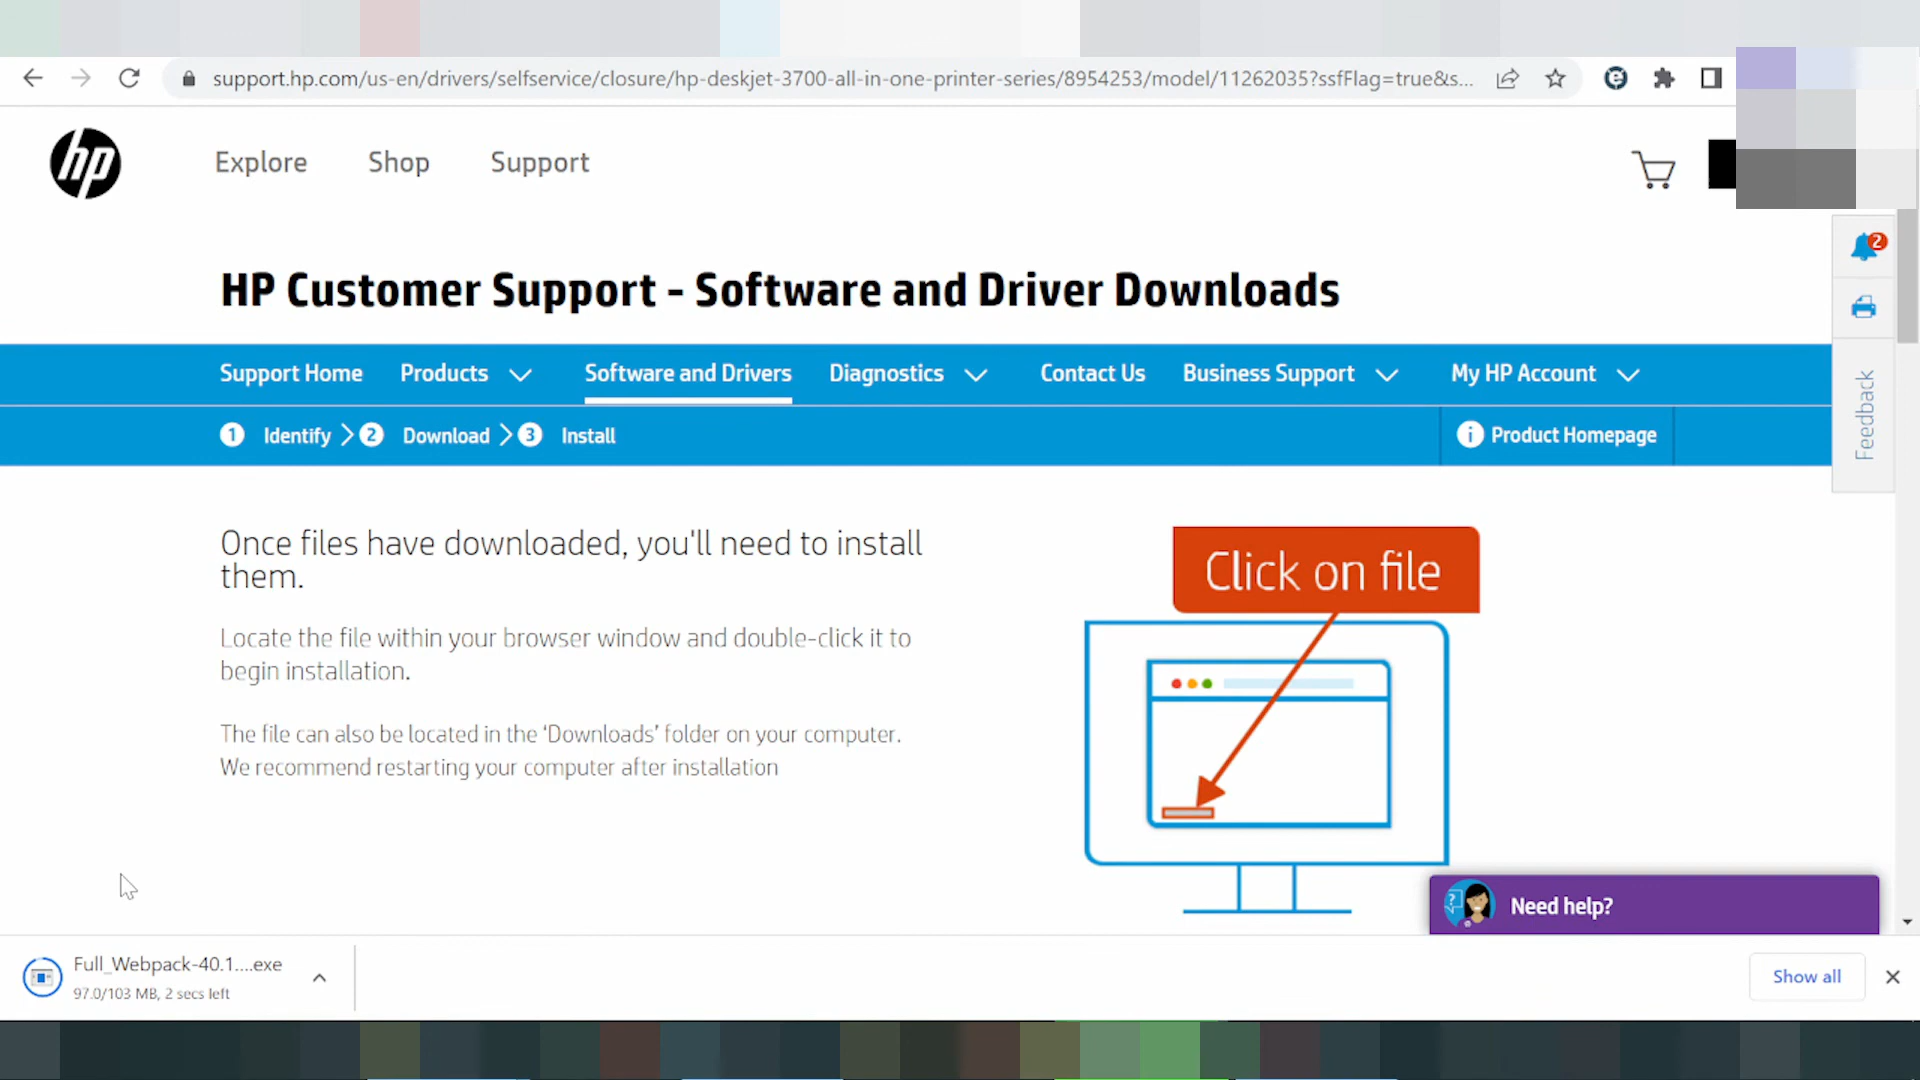 support.hp.com/us-en/drivers/selfservice/closure/hp-deskjet-3700-all-in-one-printer-series/8954253/model/11262035?ssfFlag=true&s...
hp
Explore Shop Support
2
HP Customer Support - Software and Driver Downloads
Support Home Products Software and Drivers Diagnostics Contact Us Business Support My HP Account
1 Identify 2 Download 3 Install
i Product Homepage
Feedback
Once files have downloaded, you'll need to install
them.
Click on file
Locate the file within your browser window and double-click it to
begin installation.
The file can also be located in the ‘Downloads’ folder on your computer.
We recommend restarting your computer after installation
? Need help?
Full_Webpack-40.1....exe
97.0/103 MB, 2 secs left
Show all